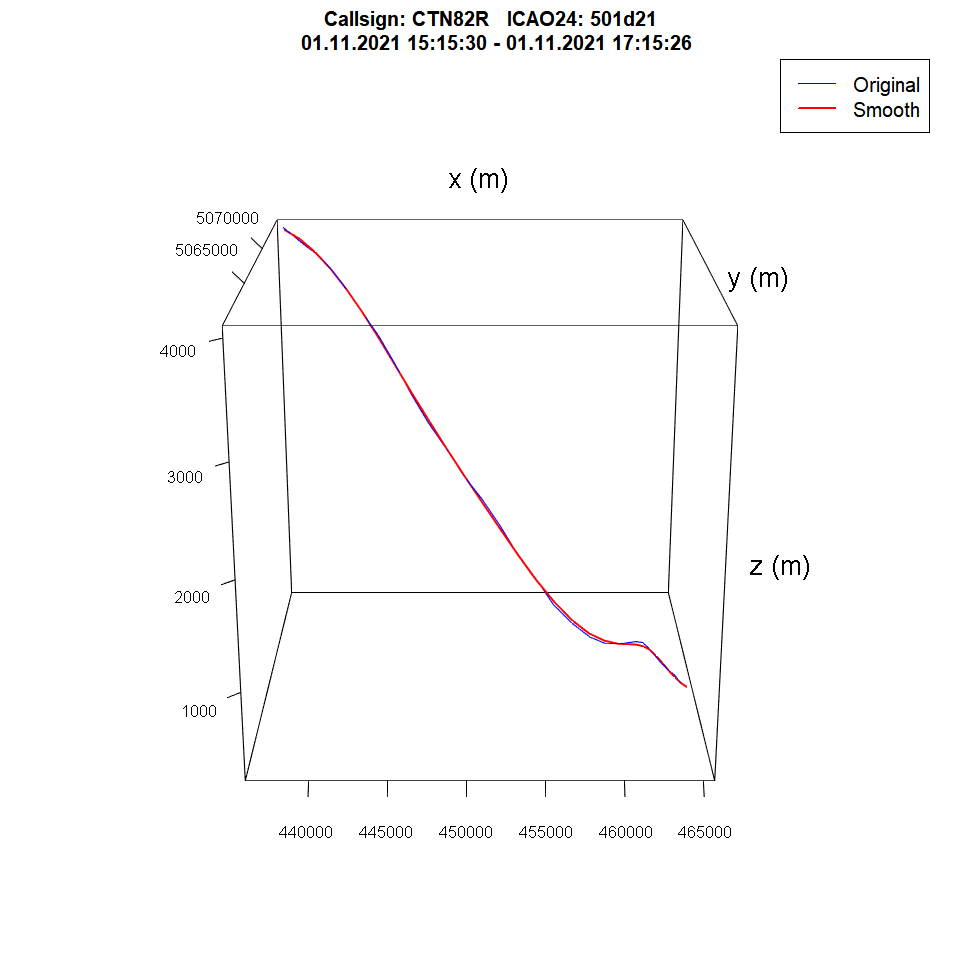 Callsign: CTN82R   ICAO24: 501d21
01.11.2021 15:15:30 - 01.11.2021 17:15:26
Original
Smooth
x (m)
5070000
5065000
y (m)
4000
3000
2000
z (m)
1000
440000 445000 450000 455000 460000 465000